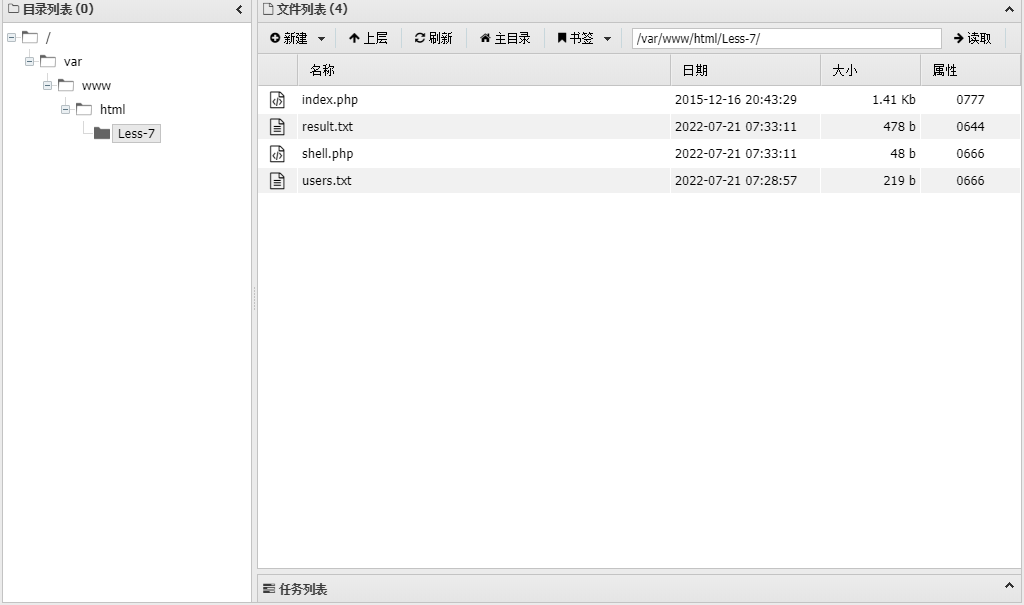 目录列表 (0)
/
var
www
html
Less-7
文件列表 (4)
新建 上层 刷新 主目录 书签 /var/www/html/Less-7/ 读取
名称 日期 大小 属性
index.php 2015-12-16 20:43:29 1.41 Kb 0777
result.txt 2022-07-21 07:33:11 478 b 0644
shell.php 2022-07-21 07:33:11 48 b 0666
users.txt 2022-07-21 07:28:57 219 b 0666
任务列表